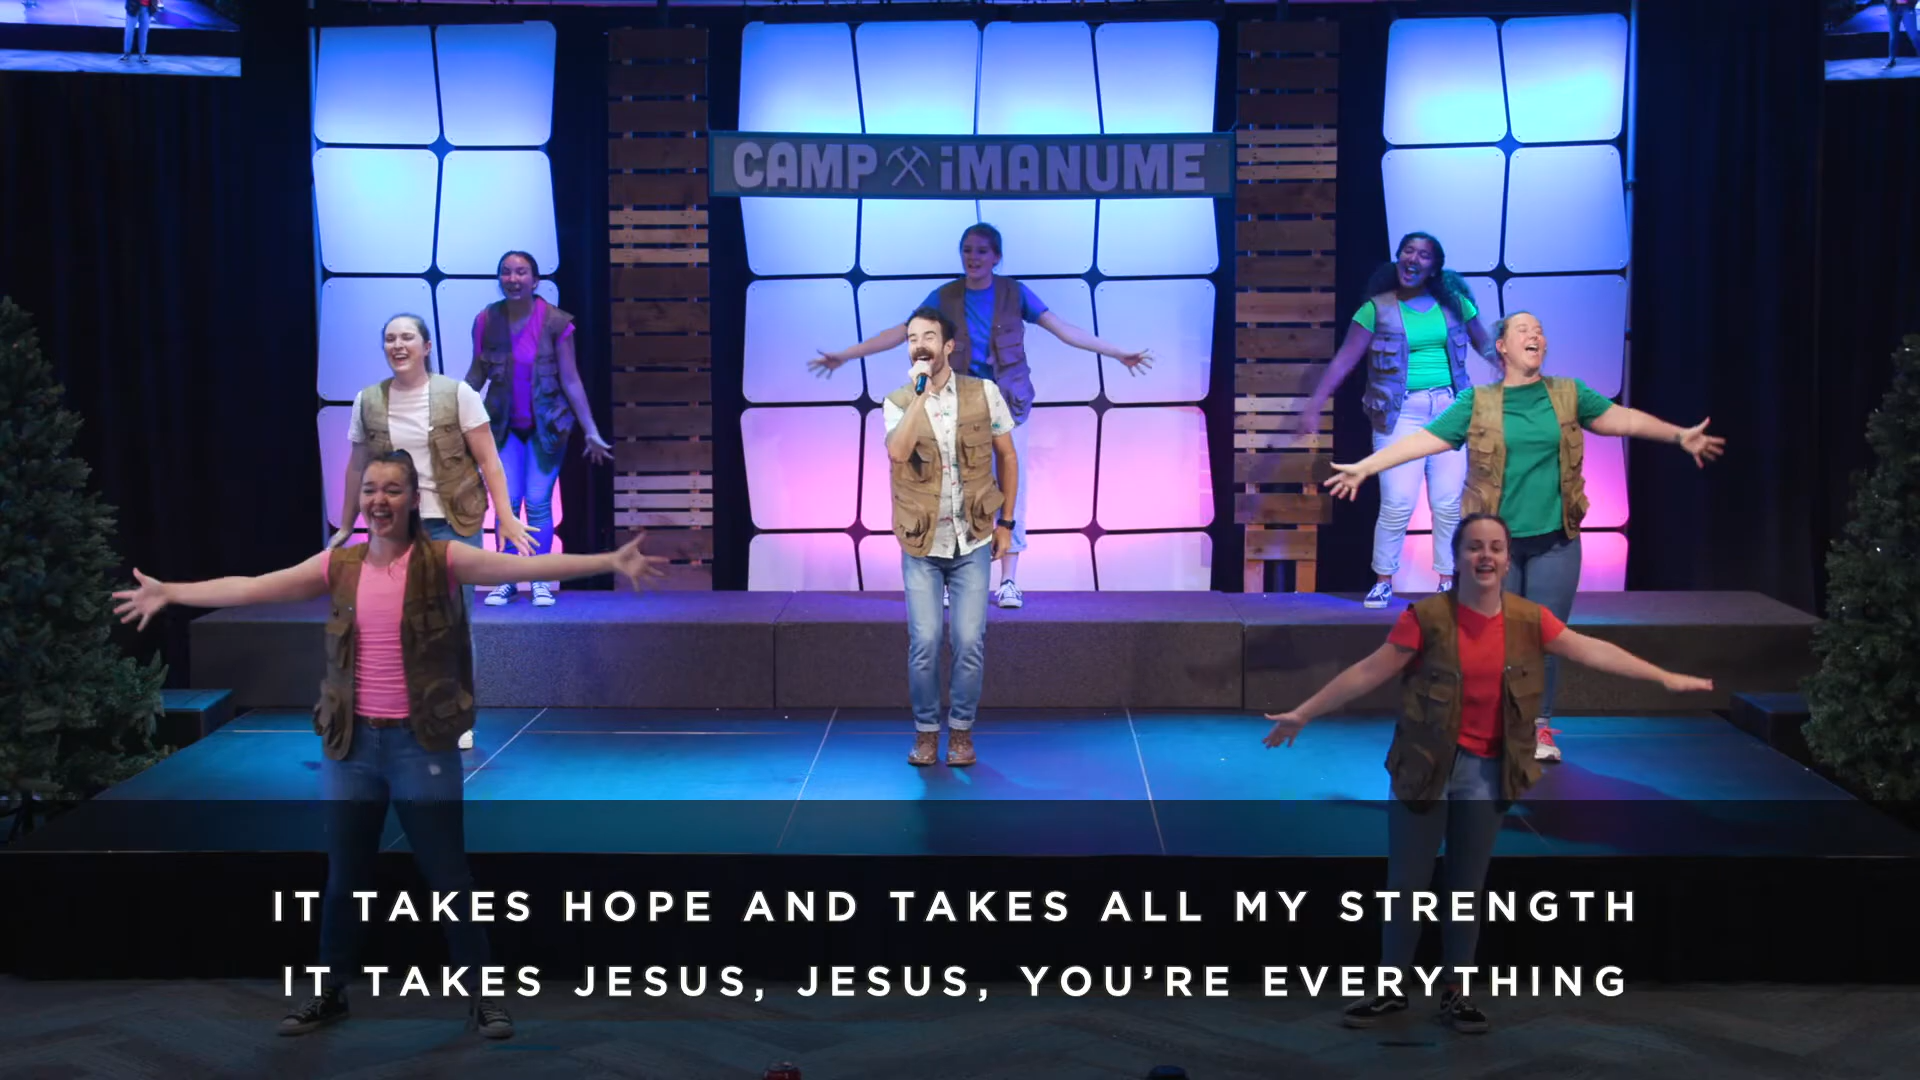 CAMP iMANUME
IT TAKES HOPE AND TAKES ALL MY STRENGTH
IT TAKES JESUS, JESUS, YOU'RE EVERYTHING